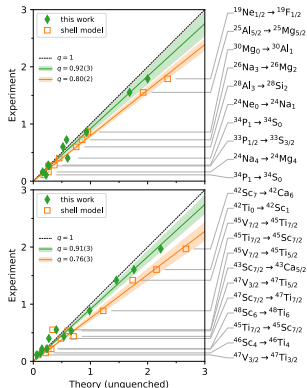 this work
shell model
q = 1
q = 0.92(3)
q = 0.80(2)
Experiment
3
2
1
0
¹⁹Ne₁/₂ → ¹⁹F₁/₂
²⁵Al₅/₂ → ²⁵Mg₅/₂
³⁰Mg₀ → ³⁰Al₁
²⁶Na₃ → ²⁶Mg₂
²⁸Al₃ → ²⁸Si₂
²⁴Ne₀ → ²⁴Na₁
³⁴P₁ → ³⁴S₀
³³P₁/₂ → ³³S₃/₂
²⁴Na₄ → ²⁴Mg₄
³⁴P₁ → ³⁴S₀
this work
shell model
q = 1
q = 0.91(3)
q = 0.76(3)
Experiment
3
2
1
0
0
1
2
3
Theory (unquenched)
⁴²Sc₇ → ⁴²Ca₆
⁴²Ti₀ → ⁴²Sc₁
⁴⁵V₇/₂ → ⁴⁵Ti₇/₂
⁴⁵Ti₇/₂ → ⁴⁵Sc₇/₂
⁴⁵V₇/₂ → ⁴⁵Ti₅/₂
⁴³Sc₇/₂ → ⁴³Ca₅/₂
⁴⁷V₃/₂ → ⁴⁷Ti₅/₂
⁴⁷Sc₇/₂ → ⁴⁷Ti₇/₂
⁴⁸Sc₆ → ⁴⁸Ti₆
⁴⁵Ti₇/₂ → ⁴⁵Sc₇/₂
⁴⁶Sc₄ → ⁴⁶Ti₄
⁴⁷V₃/₂ → ⁴⁷Ti₃/₂